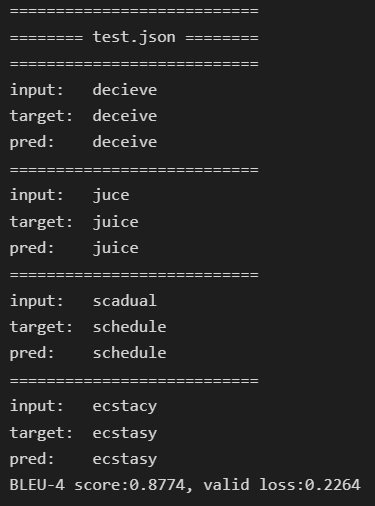 ===========================
======== test.json ========
===========================
input:   decieve
target:  deceive
pred:    deceive
===========================
input:   juce
target:  juice
pred:    juice
===========================
input:   scadual
target:  schedule
pred:    schedule
===========================
input:   ecstacy
target:  ecstasy
pred:    ecstasy
BLEU-4 score:0.8774, valid loss:0.2264